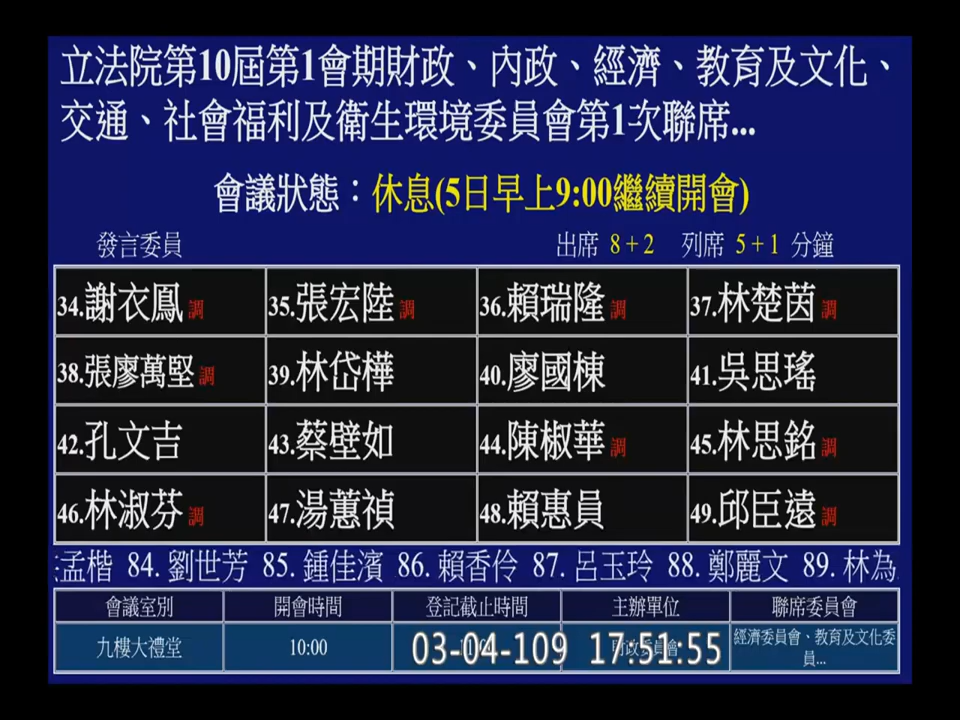 立法院第10屆第1會期財政、內政、經濟、教育及文化、
交通、社會福利及衛生環境委員會第1次聯席...
會議狀態：休息(5日早上9:00繼續開會)
發言委員 出席 8+2 列席 5+1 分鐘
34.謝衣鳳調 35.張宏陸調 36.賴瑞隆調 37.林楚茵調
38.張廖萬堅調 39.林岱樺 40.廖國棟 41.吳思瑤
42.孔文吉 43.蔡壁如 44.陳椒華調 45.林思銘調
46.林淑芬調 47.湯蕙禎 48.賴惠員 49.邱臣遠調
孟楷 84. 劉世芳 85. 鍾佳濱 86. 賴香伶 87. 呂玉玲 88. 鄭麗文 89. 林為
會議室別 開會時間 登記截止時間 主辦單位 聯席委員會
九樓大禮堂 10:00 03-04-109 17:51:55 經濟委員會、教育及文化委
員...